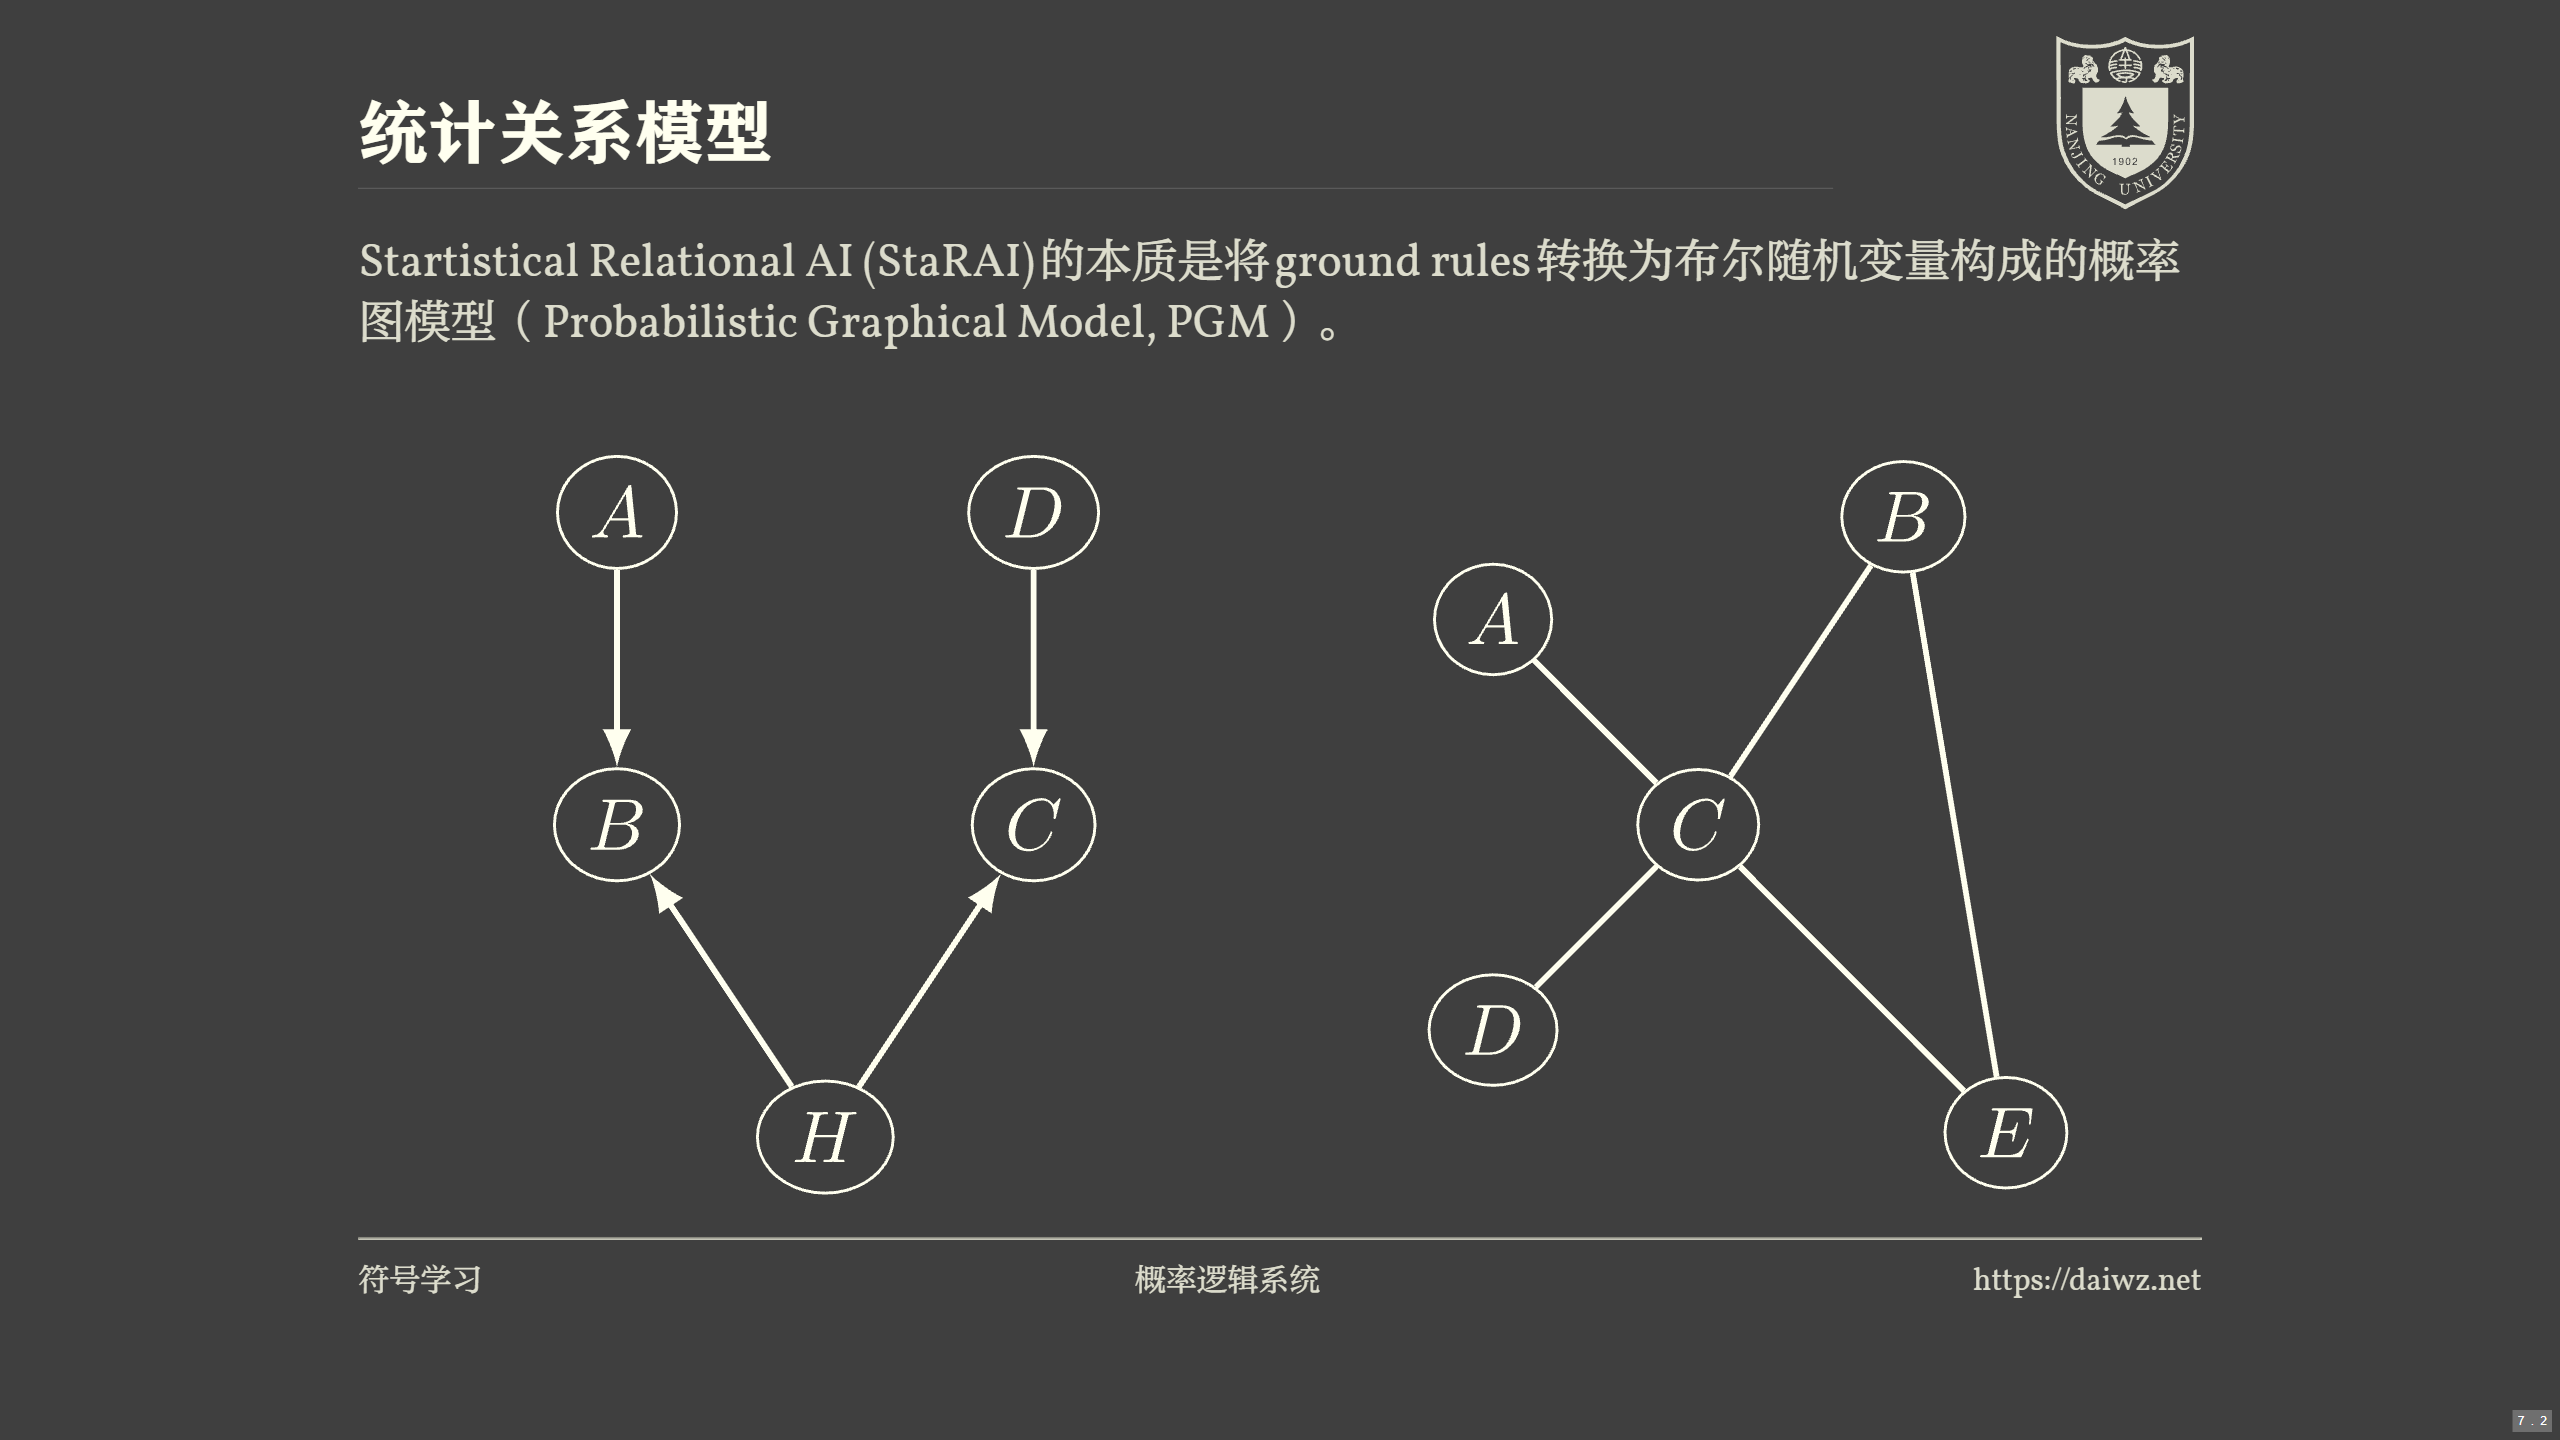 统计关系模型
NANJING UNIVERSITY
1902
Startistical Relational AI (StaRAI)的本质是将ground rules转换为布尔随机变量构成的概率
图模型（Probabilistic Graphical Model, PGM）。
A
D
B
C
H
B
A
C
D
E
符号学习
概率逻辑系统
https://daiwz.net
7.2